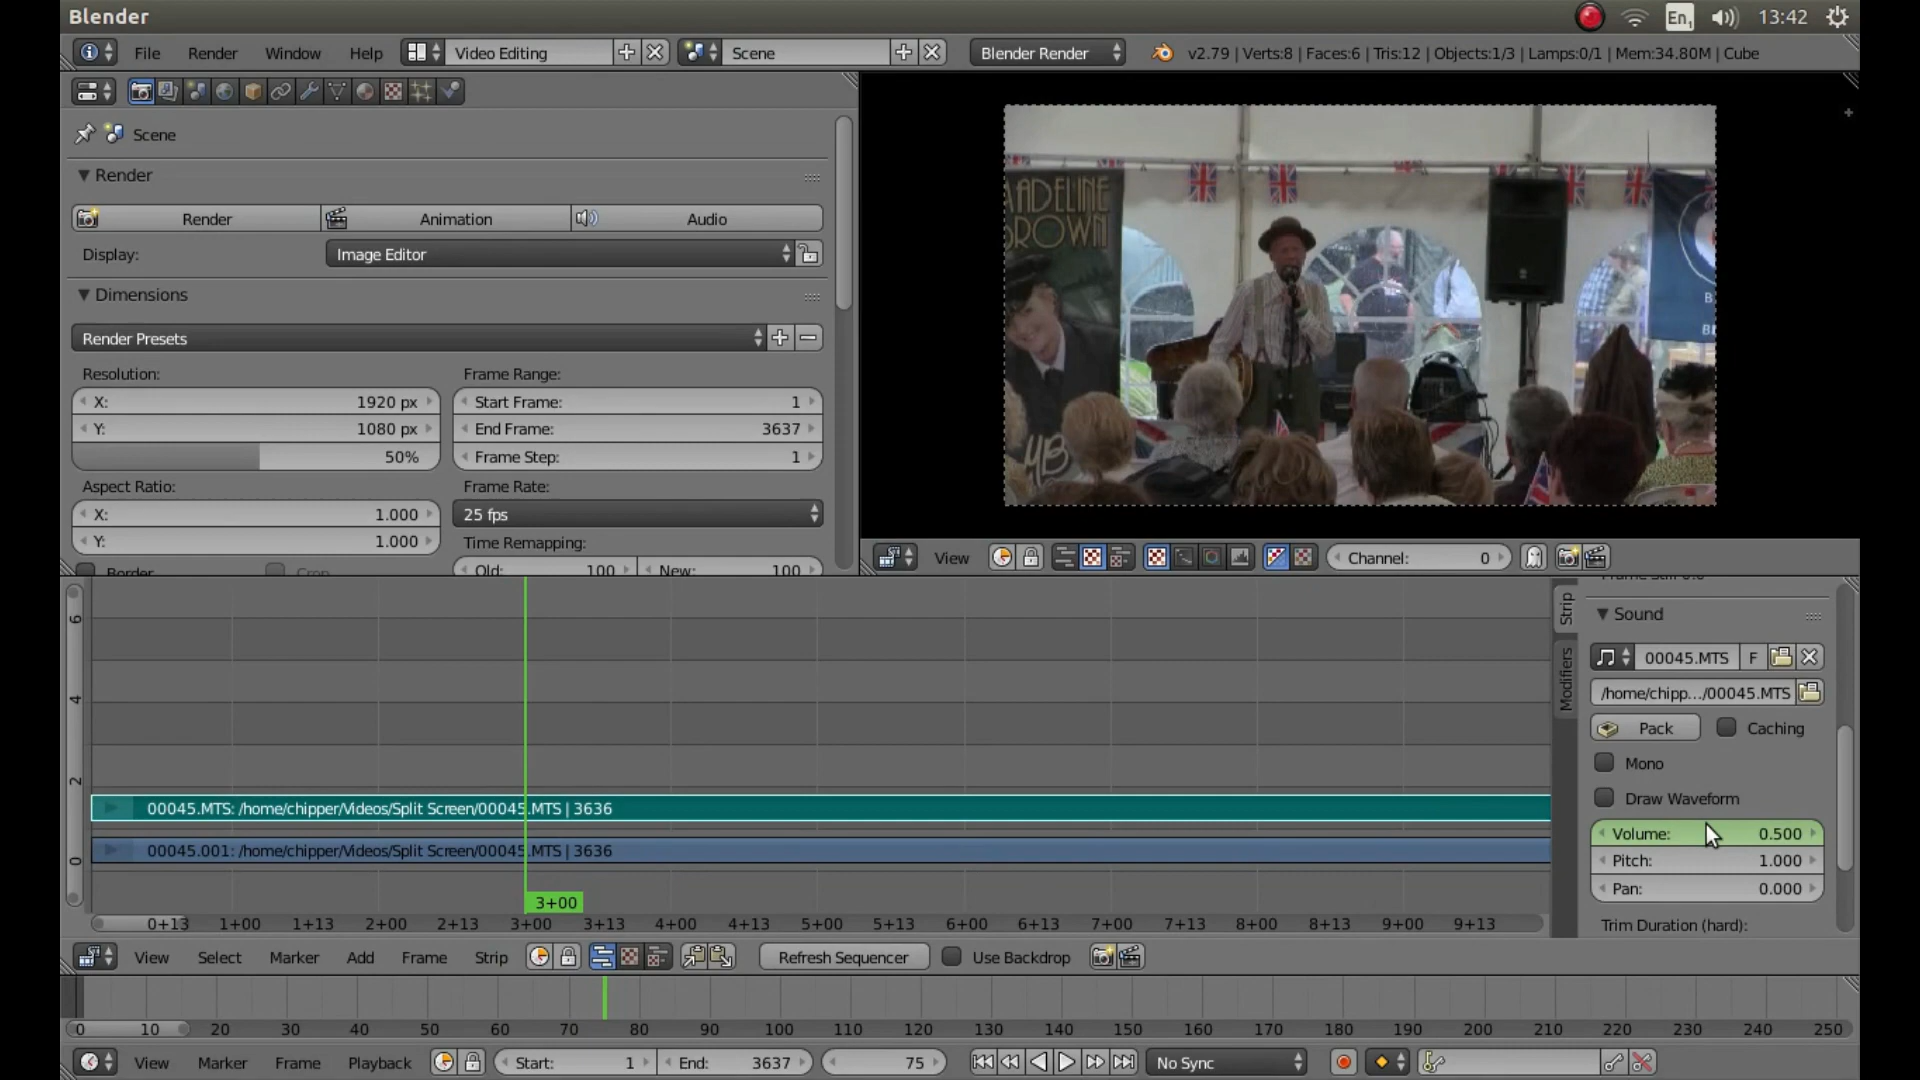 Blender
En1
13:42
File Render Window Help Video Editing Scene Blender Render v2.79 | Verts:8 | Faces:6 | Tris:12 | Objects:1/3 | Lamps:0/1 | Mem:34.80M | Cube
Scene
Render
Render Animation Audio
Display: Image Editor
Dimensions
Render Presets
Resolution: Frame Range:
X: 1920 px Start Frame: 1
Y: 1080 px End Frame: 3637
50% Frame Step: 1
Aspect Ratio: Frame Rate:
X: 1.000 25 fps
Y: 1.000 Time Remapping:
Border Crop Old: 100 New: 100
MADELINE
BROWN
View Channel: 0
6
4
2
0
00045.MTS: /home/chipper/Videos/Split Screen/00045.MTS | 3636
00045.001: /home/chipper/Videos/Split Screen/00045.MTS | 3636
3+00
0+13 1+00 1+13 2+00 2+13 3+00 3+13 4+00 4+13 5+00 5+13 6+00 6+13 7+00 7+13 8+00 8+13 9+00 9+13
Strip
Modifiers
Sound
00045.MTS F
/home/chipp.../00045.MTS
Pack Caching
Mono
Draw Waveform
Volume: 0.500
Pitch: 1.000
Pan: 0.000
Trim Duration (hard):
View Select Marker Add Frame Strip Refresh Sequencer Use Backdrop
0 10 20 30 40 50 60 70 80 90 100 110 120 130 140 150 160 170 180 190 200 210 220 230 240 250
View Marker Frame Playback Start: 1 End: 3637 75 No Sync